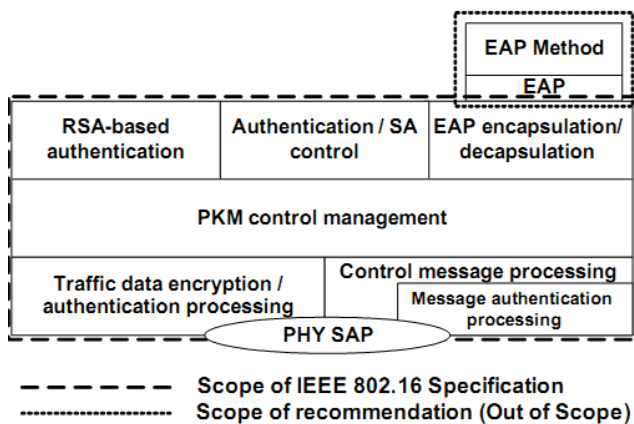 EAP Method
EAP
RSA-based
authentication
Authentication / SA
control
EAP encapsulation/
decapsulation
PKM control management
Traffic data encryption /
authentication processing
Control message processing
Message authentication
processing
PHY SAP
Scope of IEEE 802.16 Specification
Scope of recommendation (Out of Scope)